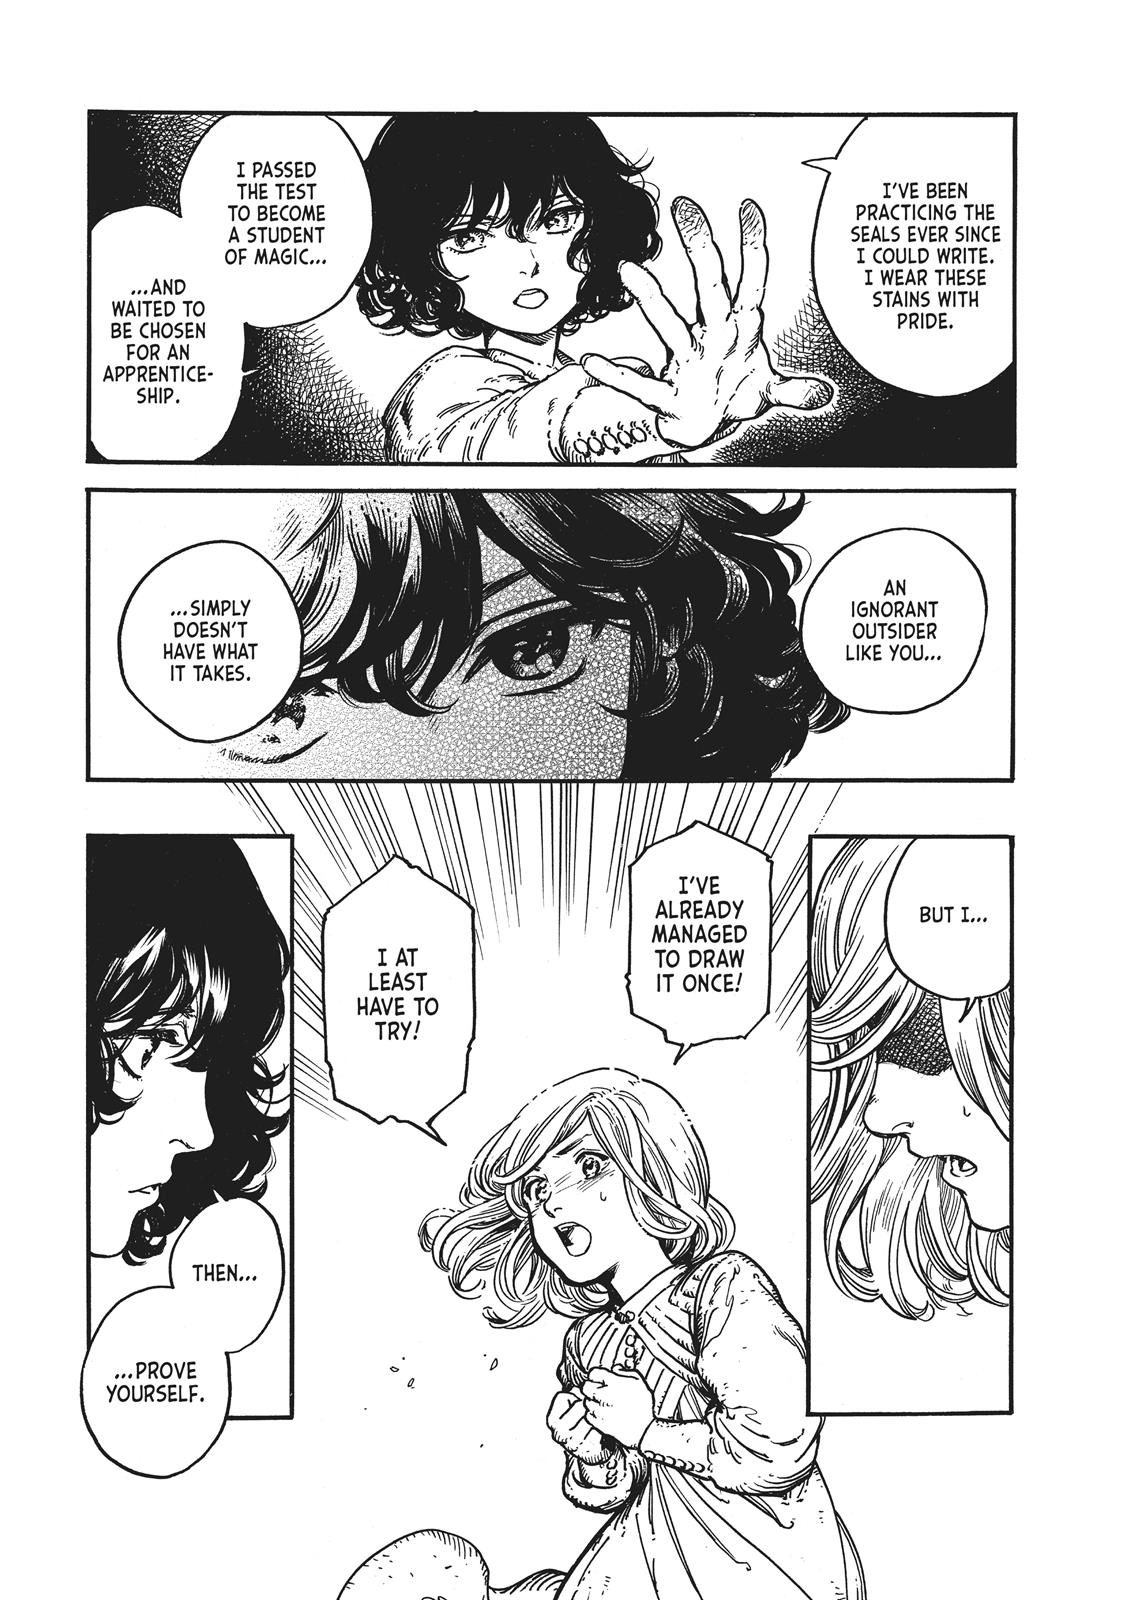 I'VE BEEN
PRACTICING THE
SEALS EVER SINCE
I COULD WRITE.
I WEAR THESE
STAINS WITH
PRIDE.
I PASSED
THE TEST
TO BECOME
A STUDENT
OF MAGIC...
...AND
WAITED TO
BE CHOSEN
FOR AN
APPRENTICE-
SHIP.
AN
IGNORANT
OUTSIDER
LIKE YOU...
...SIMPLY
DOESN'T
HAVE WHAT
IT TAKES.
BUT I...
I'VE
ALREADY
MANAGED
TO DRAW
IT ONCE!
I AT
LEAST
HAVE TO
TRY!
THEN...
...PROVE
YOURSELF.